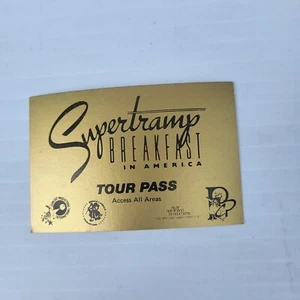 Supertramp
BREAKFAST
IN AMERICA
TOUR PASS
Access All Areas